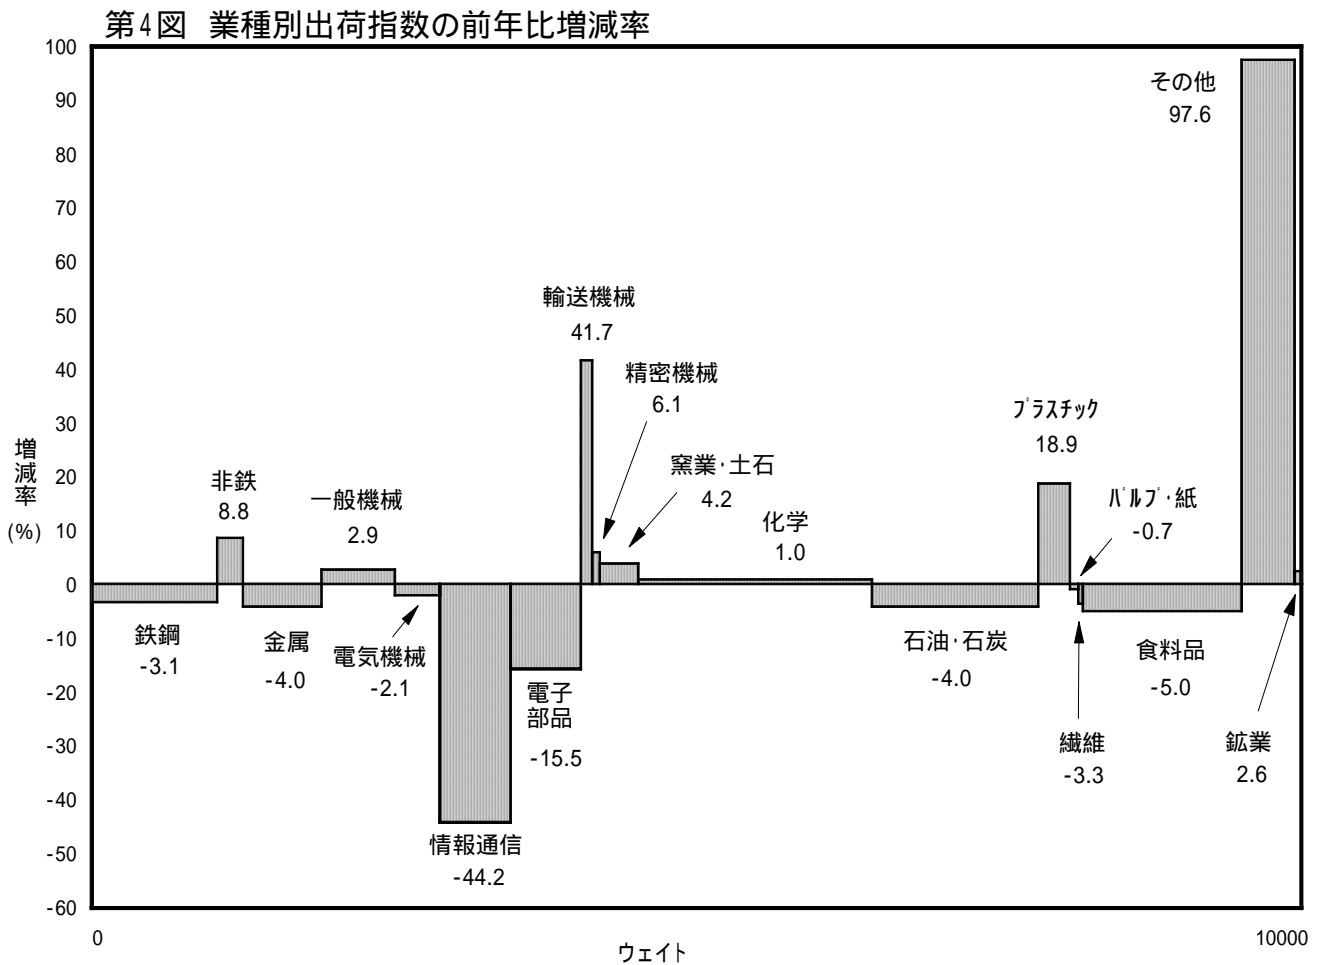 第4図 業種別出荷指数の前年比増減率
100
90
80
70
60
50
40
30
20
10
0
-10
-20
-30
-40
-50
-60
増減率
(%)
その他
97.6
輸送機械
41.7
精密機械
6.1
プラスチック
18.9
窯業・土石
4.2
非鉄
8.8
一般機械
2.9
化学
1.0
パルプ・紙
-0.7
鉄鋼
-3.1
金属
-4.0
電気機械
-2.1
電子
部品
-15.5
石油・石炭
-4.0
食料品
-5.0
繊維
-3.3
鉱業
2.6
情報通信
-44.2
0
ウェイト
10000